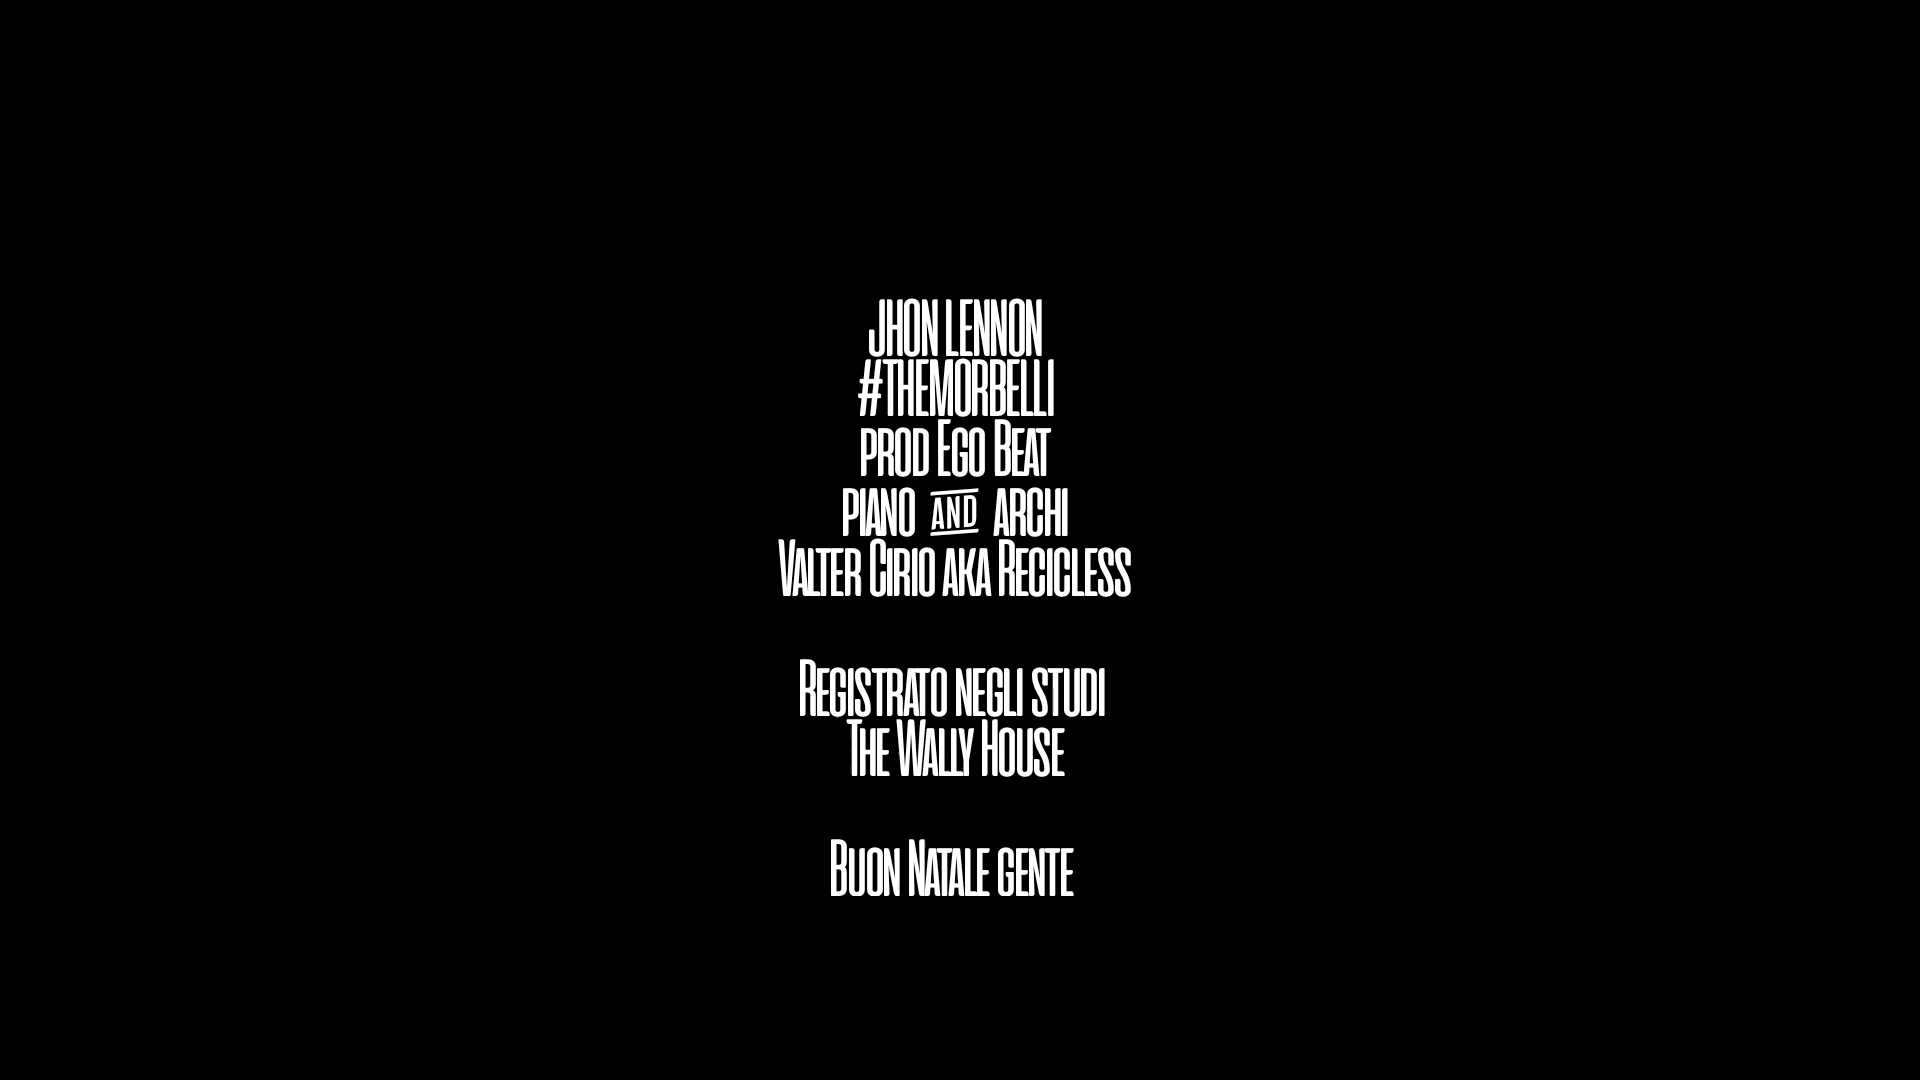 Jhon Lennon
#TheMorbelli
prod Ego Beat
piano and archi
Valter Cirio aka Recicless
Registrato negli studi
The Wally House
Buon Natale gente